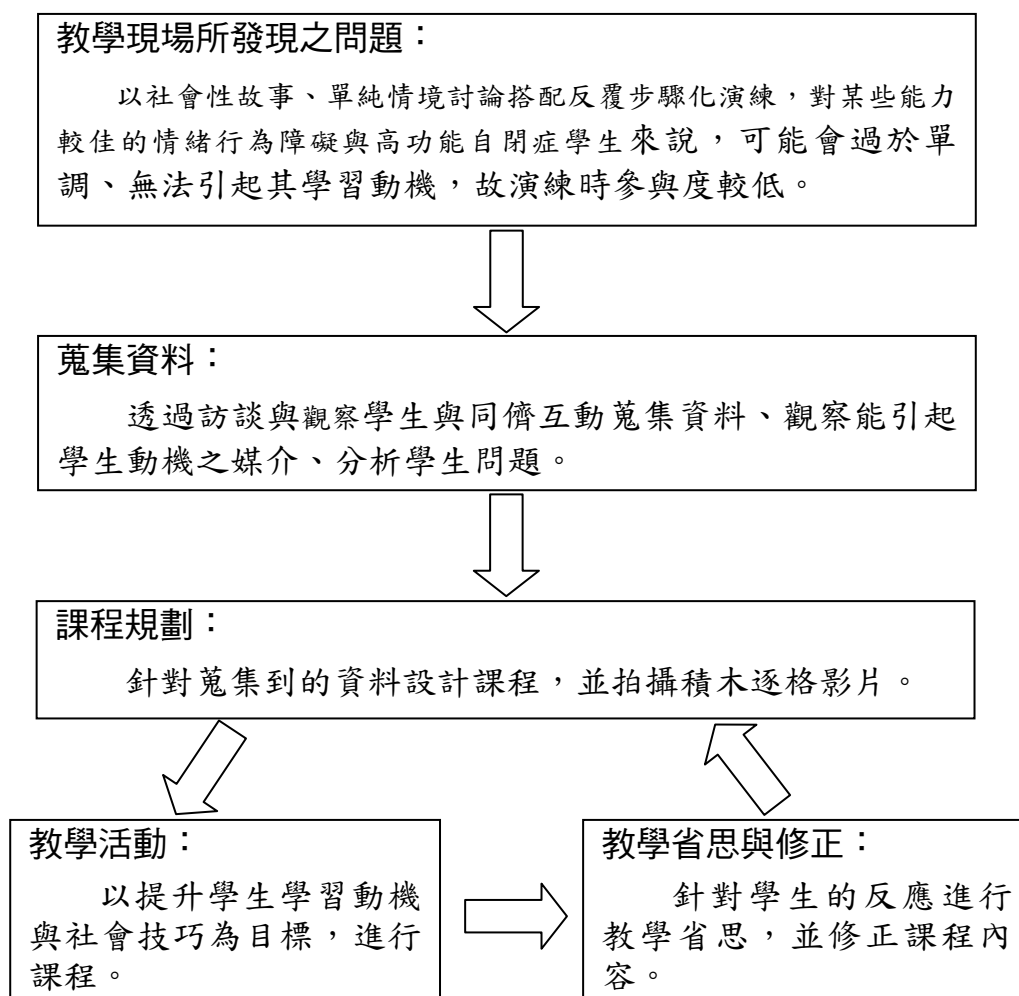 教學現場所發現之問題：
以社會性故事、單純情境討論搭配反覆步驟化演練，對某些能力
較佳的情緒行為障礙與高功能自閉症學生來說，可能會過於單
調、無法引起其學習動機，故演練時參與度較低。
蒐集資料：
透過訪談與觀察學生與同儕互動蒐集資料、觀察能引起
學生動機之媒介、分析學生問題。
課程規劃：
針對蒐集到的資料設計課程，並拍攝積木逐格影片。
教學活動：
以提升學生學習動機
與社會技巧為目標，進行
課程。
教學省思與修正：
針對學生的反應進行
教學省思，並修正課程內
容。